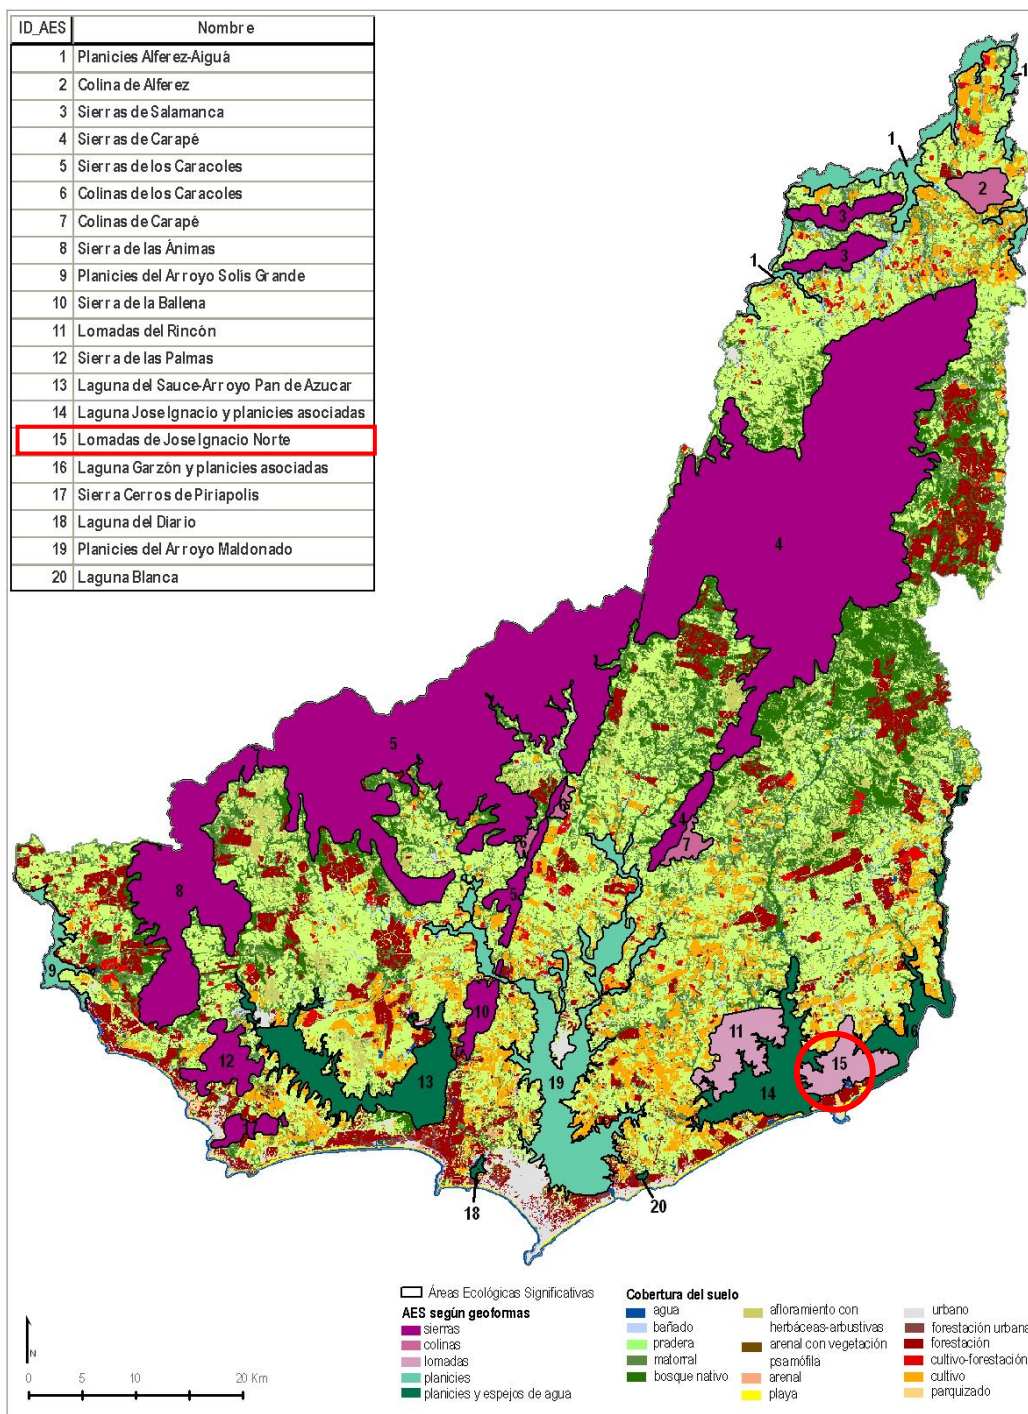 ID_AES Nombre
1 Planicies Alferez-Aiguá
2 Colina de Alferez
3 Sierras de Salamanca
4 Sierras de Carapé
5 Sierras de los Caracoles
6 Colinas de los Caracoles
7 Colinas de Carapé
8 Sierra de las Ánimas
9 Planicies del Arroyo Solis Grande
10 Sierra de la Ballena
11 Lomadas del Rincón
12 Sierra de las Palmas
13 Laguna del Sauce-Arroyo Pan de Azucar
14 Laguna Jose Ignacio y planicies asociadas
15 Lomadas de Jose Ignacio Norte
16 Laguna Garzón y planicies asociadas
17 Sierra Cerros de Piriapolis
18 Laguna del Diario
19 Planicies del Arroyo Maldonado
20 Laguna Blanca
1
1
2
3
3
1
4
5
16
6
6
4
7
8
5
9
10
11
16
12
13
19
14
15
18
20
Áreas Ecológicas Significativas
AES según geoformas
sierras
colinas
lomadas
planicies
planicies y espejos de agua
Cobertura del suelo
agua
bañado
pradera
matorral
bosque nativo
afloramiento con
herbáceas-arbustivas
arenal con vegetación
psamófila
arenal
playa
urbano
forestación urbana
forestación
cultivo-forestación
cultivo
parquizado
N
0 5 10 20 Km